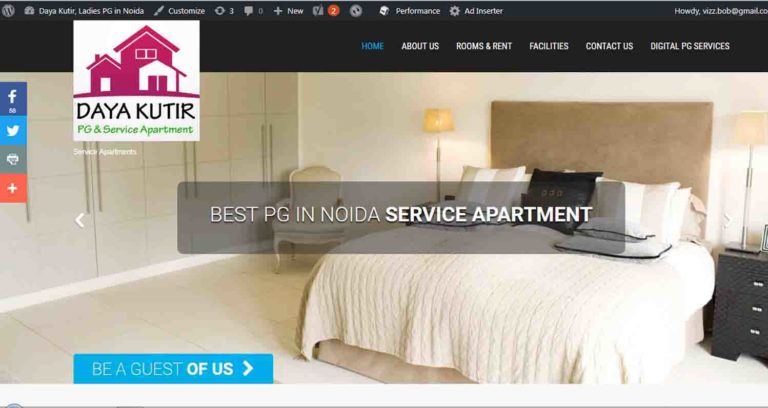 Daya Kutir, Ladies PG in Noida Customize 3 0 + New 2 Performance Ad Inserter Howdy, vizz.bob@gmail.co
HOME ABOUT US ROOMS & RENT FACILITIES CONTACT US DIGITAL PG SERVICES
DAYA KUTIR
PG & Service Apartment
Service Apartments
68
BEST PG IN NOIDA SERVICE APARTMENT
BE A GUEST OF US